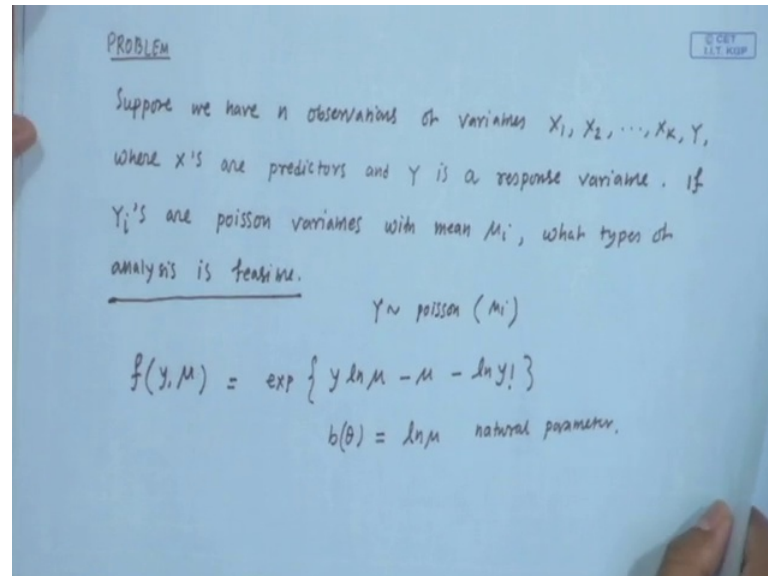 PROBLEM
© CET
I.I.T. KGP
Suppose we have n observations on variables X₁, X₂, ..., Xₖ, Y,
where X's are predictors and Y is a response variable. If
Yᵢ's are poisson variables with mean μᵢ, what types of
analysis is feasible.
Y ~ poisson (μᵢ)
f(y, μ) = exp { y ln μ - μ - ln y! }
b(θ) = ln μ natural parameter.